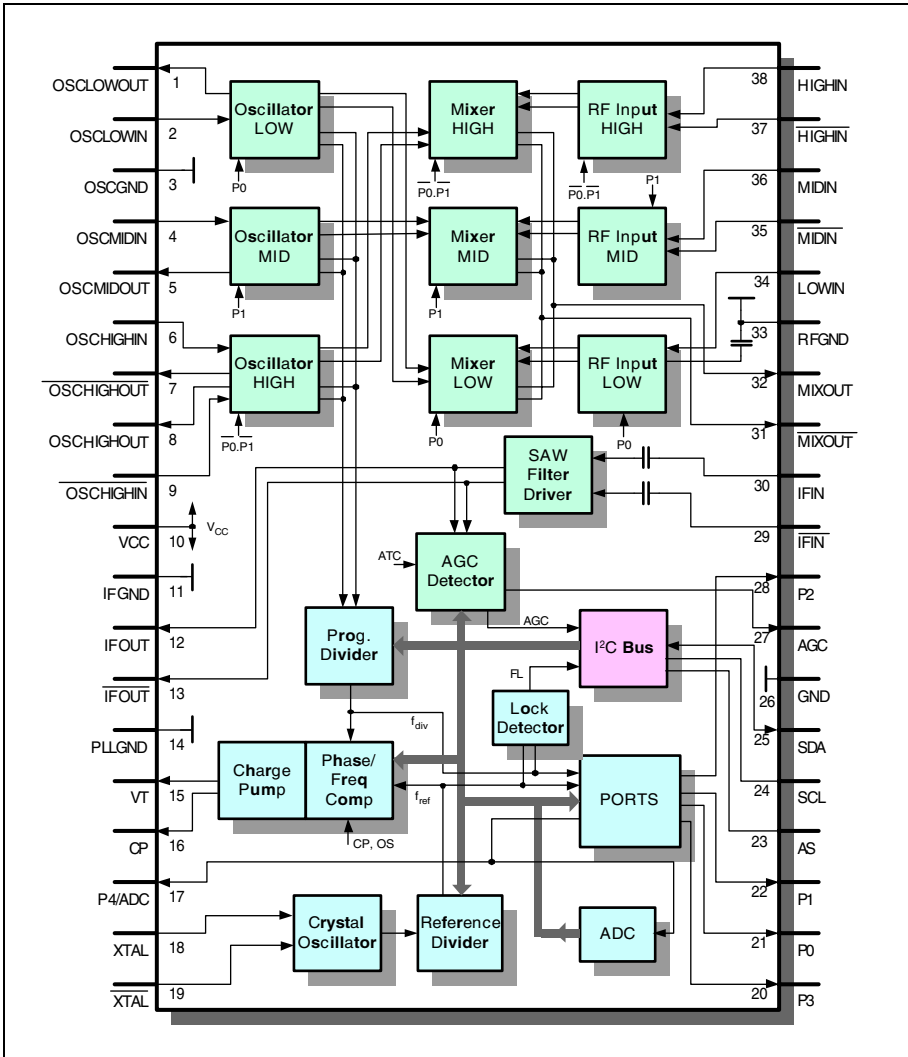 OSCLOWOUT
1
OSCLOWIN
2
OSCGND
3
OSCMIDIN
4
OSCMIDOUT
5
OSCHIGHIN
6
OSCHIGHOUT
7
OSCHIGHOUT
8
OSCHIGHIN
9
VCC
10
VCC
IFGND
11
IFOUT
12
IFOUT
13
PLLGND
14
VT
15
CP
16
P4/ADC
17
XTAL
18
XTAL
19
Oscillator
LOW
P0
Oscillator
MID
P1
Oscillator
HIGH
P0.P1
Mixer
HIGH
P0.P1
Mixer
MID
P1
Mixer
LOW
P0
RF Input
HIGH
P0.P1
P1
RF Input
MID
RF Input
LOW
P0
SAW
Filter
Driver
ATC
AGC
Detector
AGC
Prog.
Divider
I²C Bus
FL
Lock
Detector
fdiv
Charge
Pump
Phase/
Freq
Comp
fref
CP, OS
PORTS
Crystal
Oscillator
Reference
Divider
ADC
38
HIGHIN
37
HIGHIN
36
MIDIN
35
MIDIN
34
LOWIN
33
RFGND
32
MIXOUT
31
MIXOUT
30
IFIN
29
IFIN
28
P2
27
AGC
26
GND
25
SDA
24
SCL
23
AS
22
P1
21
P0
20
P3